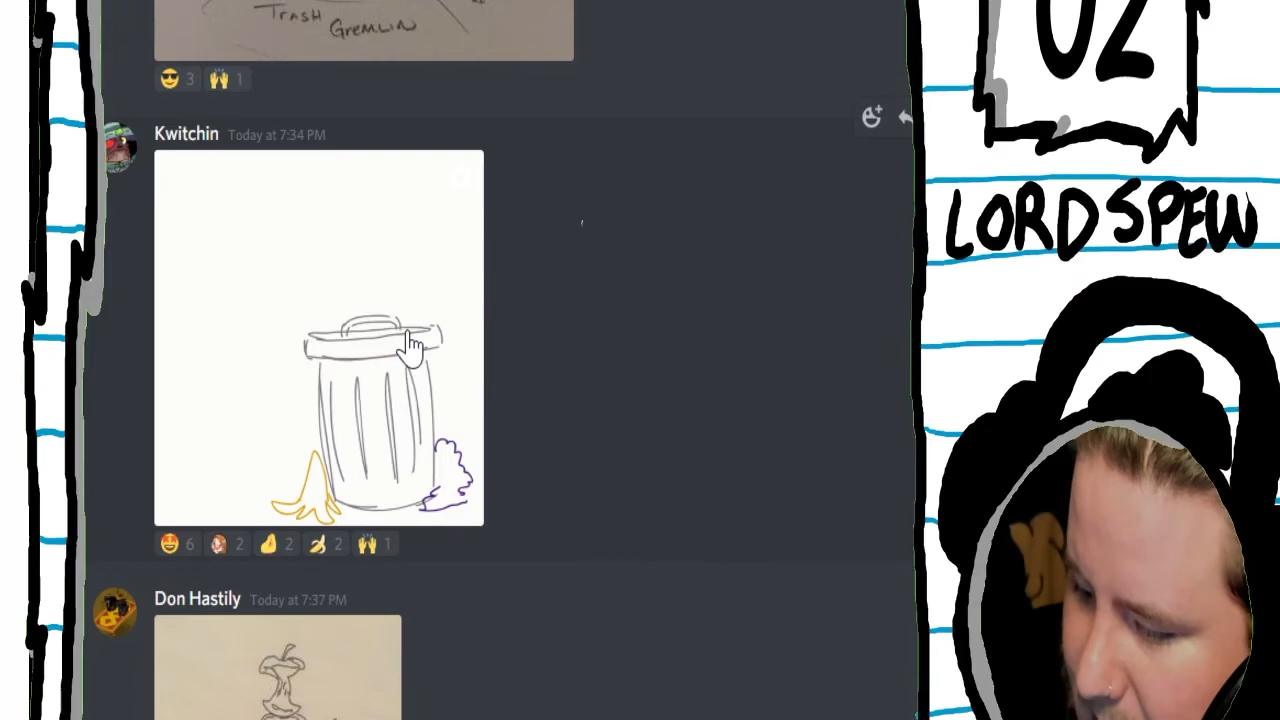 TRASH
GREMLIN
3
1
Kwitchin Today at 7:34 PM
6
2
2
2
1
Don Hastily Today at 7:37 PM
02
LORDSPEW